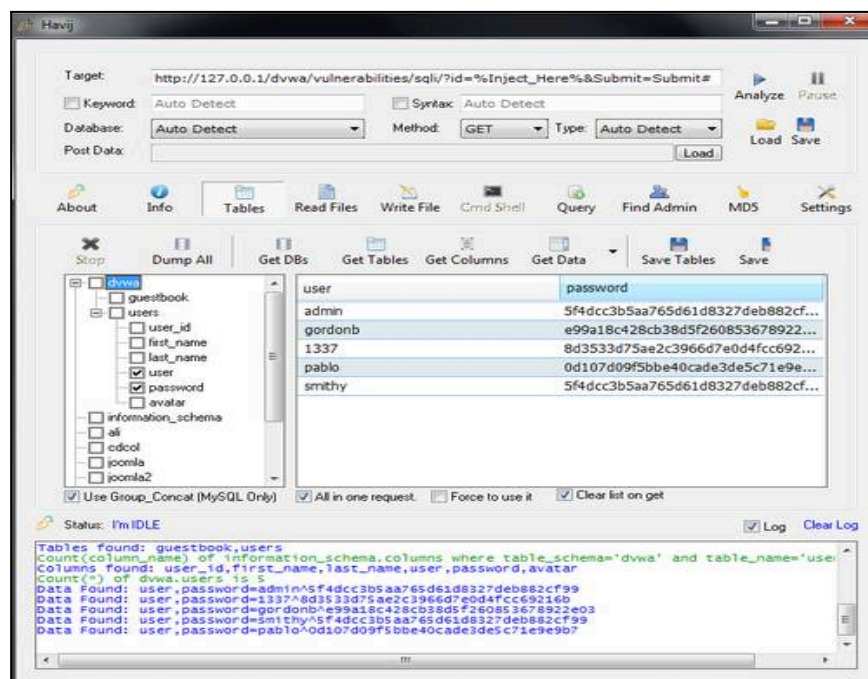 Havij
Target: http://127.0.0.1/dvwa/vulnerabilities/sqli/?id=%Inject_Here%&Submit=Submit#
Analyze Pause
Keyword: Auto Detect Syntax: Auto Detect
Database: Auto Detect Method: GET Type: Auto Detect
Load Save
Post Data: Load
About Info Tables Read Files Write File Cmd Shell Query Find Admin MD5 Settings
Stop Dump All Get DBs Get Tables Get Columns Get Data Save Tables Save
dvwa
guestbook
users
user_id
first_name
last_name
user
password
avatar
information_schema
ali
cdcol
joomla
joomla2
user password
admin 5f4dcc3b5aa765d61d8327deb882cf...
gordonb e99a18c428cb38d5f260853678922...
1337 8d3533d75ae2c3966d7e0d4fcc692...
pablo 0d107d09f5bbe40cade3de5c71e9e...
smithy 5f4dcc3b5aa765d61d8327deb882cf...
Use Group_Concat (MySQL Only) All in one request. Force to use it Clear list on get
Status: I'm IDLE Log Clear Log
Tables found: guestbook,users
Count(column_name) of information_schema.columns where table_schema='dvwa' and table_name='use
Columns found: user_id,first_name,last_name,user,password,avatar
Count(*) of dvwa.users is 5
Data Found: user,password=admin^5f4dcc3b5aa765d61d8327deb882cf99
Data Found: user,password=1337^8d3533d75ae2c3966d7e0d4fcc69216b
Data Found: user,password=gordonb^e99a18c428cb38d5f260853678922e03
Data Found: user,password=smithy^5f4dcc3b5aa765d61d8327deb882cf99
Data Found: user,password=pablo^0d107d09f5bbe40cade3de5c71e9e9b7